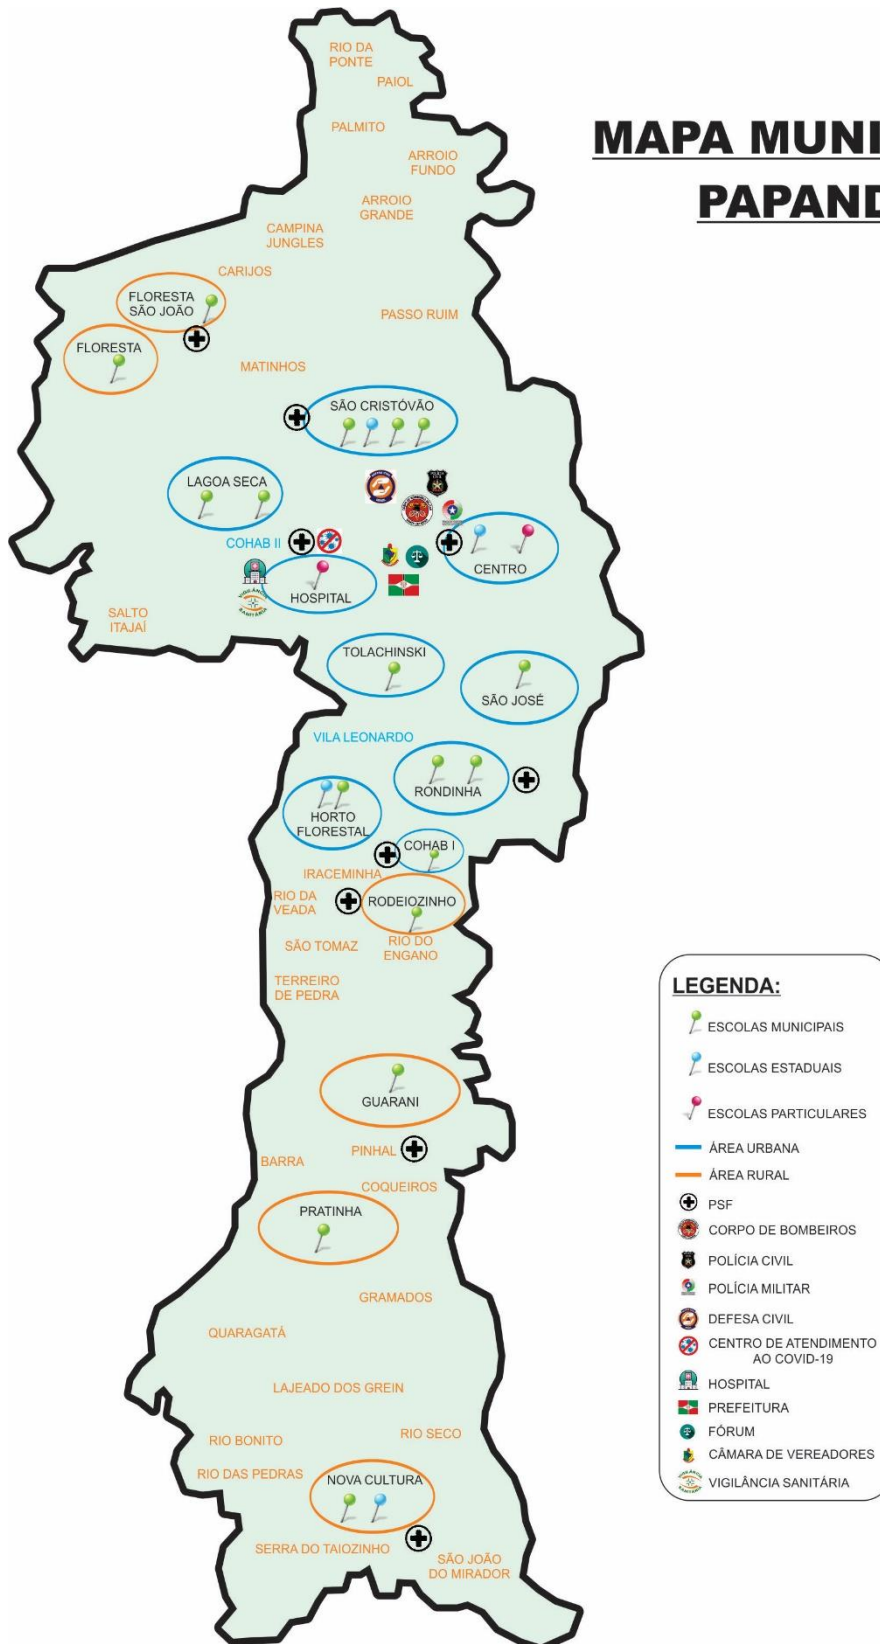 RIO DA
PONTE
PAIOL
MAPA MUNI
PALMITO
ARROIO
FUNDO
PAPAND
ARROIO
GRANDE
CAMPINA
JUNGLES
CARIJOS
FLORESTA
SÃO JOÃO
PASSO RUIM
FLORESTA
MATINHOS
SÃO CRISTÓVÃO
LAGOA SECA
COHAB II
CENTRO
HOSPITAL
VIGILÂNCIA
SANITÁRIA
SALTO
ITAJAÍ
TOLACHINSKI
SÃO JOSÉ
VILA LEONARDO
RONDINHA
HORTO
FLORESTAL
COHAB I
IRACEMINHA
RIO DA
VEADA
RODEIOZINHO
SÃO TOMAZ
RIO DO
ENGANO
TERREIRO
DE PEDRA
GUARANI
PINHAL
BARRA
COQUEIROS
PRATINHA
GRAMADOS
QUARAGATÁ
LAJEADO DOS GREIN
RIO SECO
RIO BONITO
RIO DAS PEDRAS
NOVA CULTURA
SERRA DO TAIOZINHO
SÃO JOÃO
DO MIRADOR
LEGENDA:
ESCOLAS MUNICIPAIS
ESCOLAS ESTADUAIS
ESCOLAS PARTICULARES
ÁREA URBANA
ÁREA RURAL
PSF
CORPO DE BOMBEIROS
POLÍCIA CIVIL
POLÍCIA MILITAR
DEFESA CIVIL
CENTRO DE ATENDIMENTO
AO COVID-19
HOSPITAL
PREFEITURA
FÓRUM
CÂMARA DE VEREADORES
VIGILÂNCIA SANITÁRIA